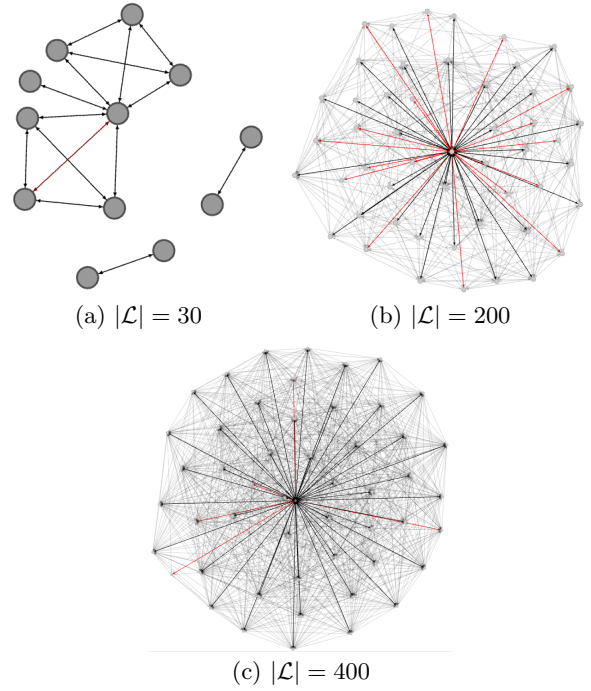 (a) |ℒ| = 30
(b) |ℒ| = 200
(c) |ℒ| = 400